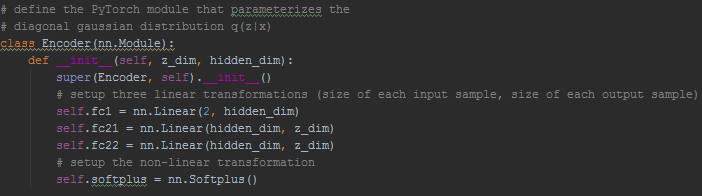 # define the PyTorch module that parameterizes the
# diagonal gaussian distribution q(z|x)
class Encoder(nn.Module):
    def __init__(self, z_dim, hidden_dim):
        super(Encoder, self).__init__()
        # setup three linear transformations (size of each input sample, size of each output sample)
        self.fc1 = nn.Linear(2, hidden_dim)
        self.fc21 = nn.Linear(hidden_dim, z_dim)
        self.fc22 = nn.Linear(hidden_dim, z_dim)
        # setup the non-linear transformation
        self.softplus = nn.Softplus()